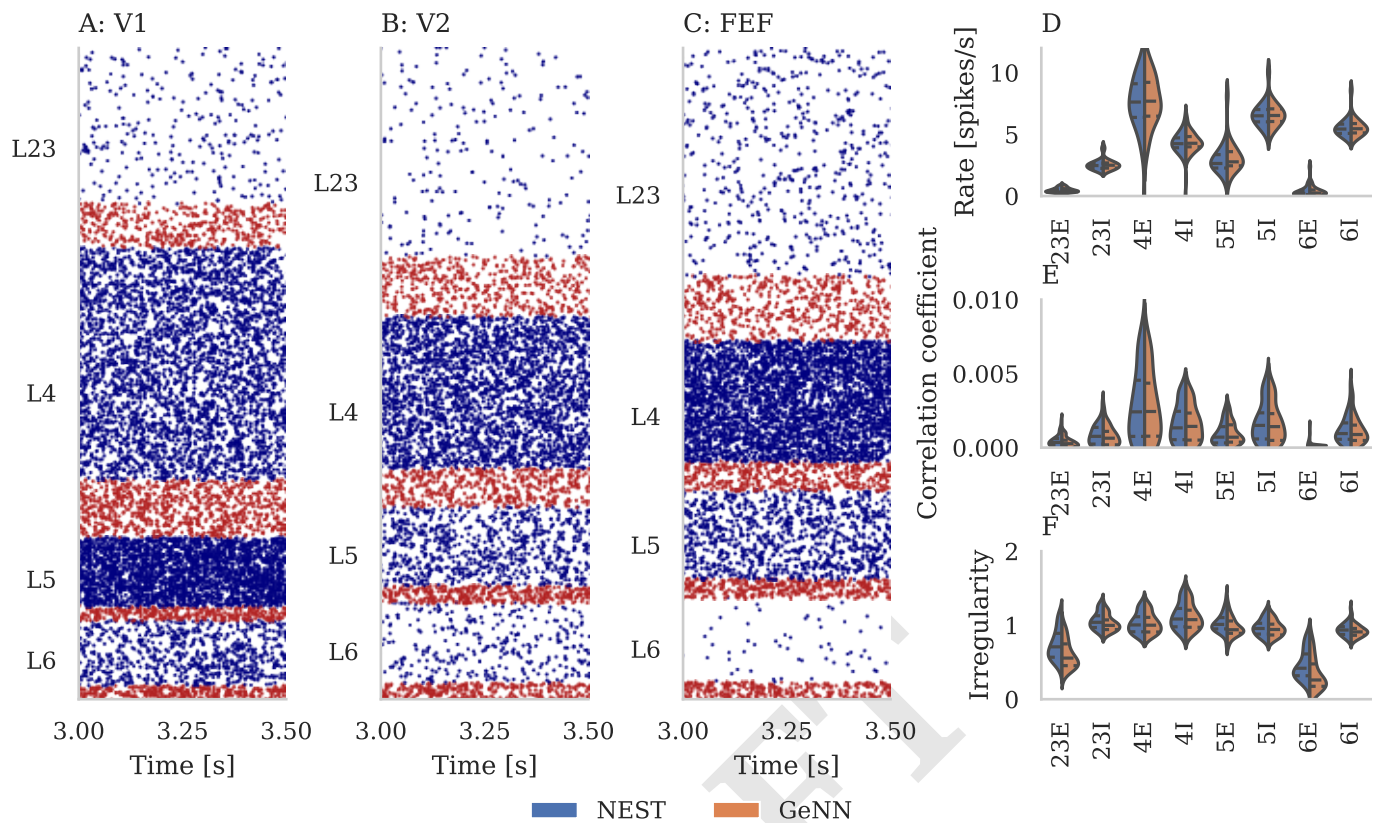 A: V1
B: V2
C: FEF
D
L23
L4
L5
L6
3.00 3.25 3.50
Time [s]
L23
L4
L5
L6
3.00 3.25 3.50
Time [s]
L23
L4
L5
L6
3.00 3.25 3.50
Time [s]
Rate [spikes/s]
10
5
0
23E 23I 4E 4I 5E 5I 6E 6I
E
Correlation coefficient
0.010
0.005
0.000
23E 23I 4E 4I 5E 5I 6E 6I
F
Irregularity
2
1
0
23E 23I 4E 4I 5E 5I 6E 6I
NEST GeNN